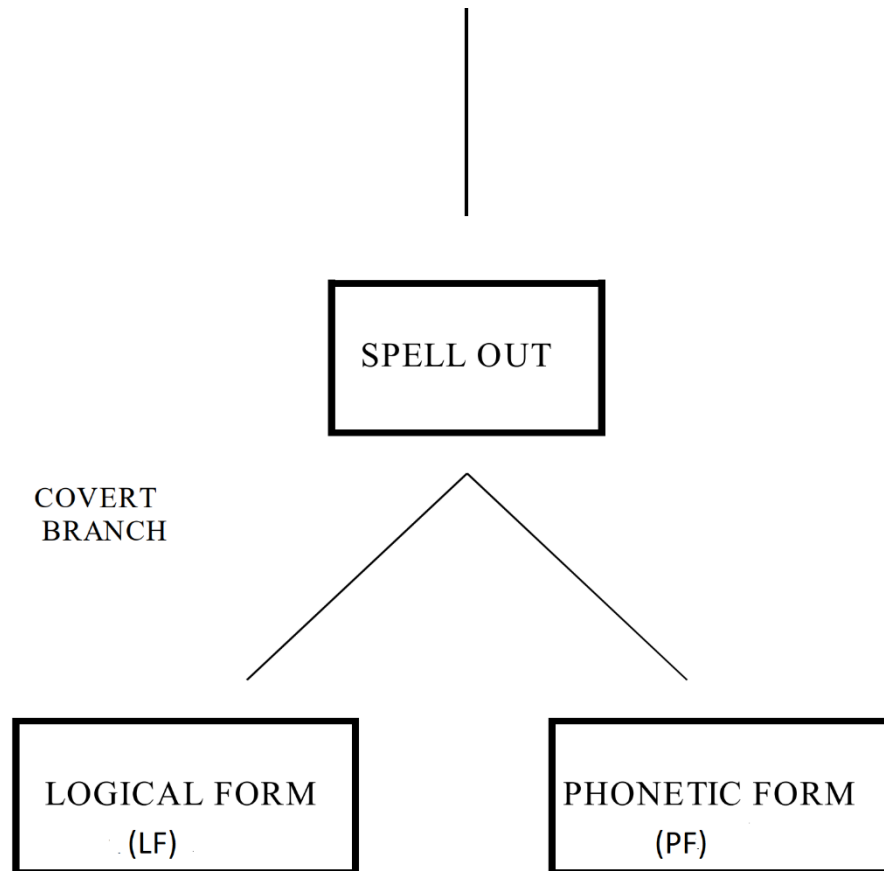 SPELL OUT
COVERT
BRANCH
LOGICAL FORM
(LF)
PHONETIC FORM
(PF)